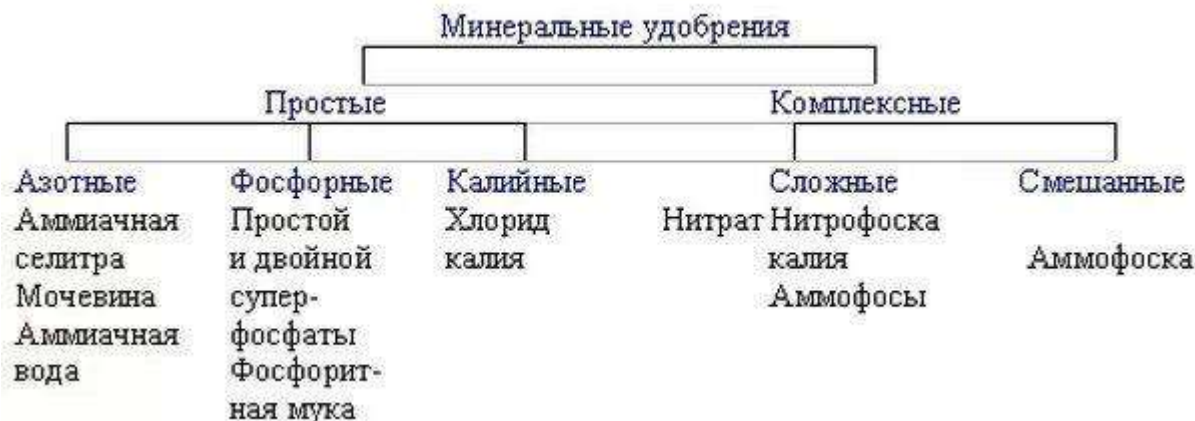 Минеральные удобрения
Простые Комплексные
Азотные Фосфорные Калийные Сложные Смешанные
Аммиачная Простой Хлорид Нитрат Нитрофоска
селитра и двойной калия калия Аммофоска
Мочевина супер- Аммофосы
Аммиачная фосфаты
вода Фосфорит-
ная мука